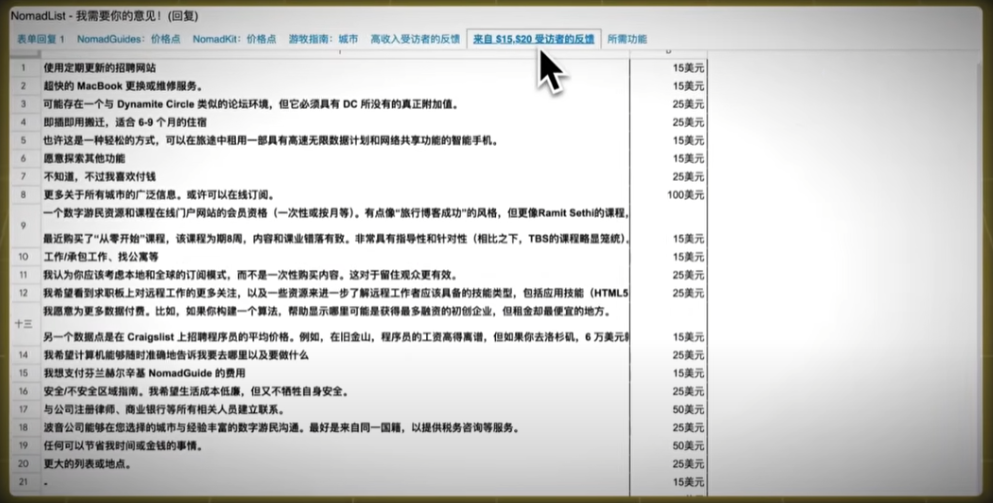 NomadList - 我需要你的意见！(回复)
表单回复 1 NomadGuides：价格点 NomadKit：价格点 游牧指南：城市 高收入受访者的反馈 来自 $15,$20 受访者的反馈 所需功能
1 使用定期更新的招聘网站 15美元
2 超快的 MacBook 更换或维修服务。 15美元
3 可能存在一个与 Dynamite Circle 类似的论坛环境，但它必须具有 DC 所没有的真正附加值。 25美元
4 即插即用搬迁，适合 6-9 个月的住宿 25美元
5 也许这是一种轻松的方式，可以在旅途中租用一部具有高速无限数据计划和网络共享功能的智能手机。 15美元
6 愿意探索其他功能 15美元
7 不知道，不过我喜欢付钱 25美元
8 更多关于所有城市的广泛信息。或许可以在线订阅。 100美元
一个数字游民资源和课程在线门户网站的会员资格（一次性或按月等）。有点像“旅行博客成功”的风格，但更像Ramit Sethi的课程。
9
最近购买了“从零开始”课程，该课程为期8周，内容和课业错落有致。非常具有指导性和针对性（相比之下，TBS的课程略显笼统）。 15美元
10 工作/承包工作、找公寓等 15美元
11 我认为你应该考虑本地和全球的订阅模式，而不是一次性购买内容。这对于留住观众更有效。 25美元
12 我希望看到求职板上对远程工作的更多关注，以及一些资源来进一步了解远程工作者应该具备的技能类型，包括应用技能（HTML5 25美元
我愿意为更多数据付费。比如，如果你构建一个算法，帮助显示哪里可能是获得最多融资的初创企业，但租金却最便宜的地方。
十三
另一个数据点是在 Craigslist 上招聘程序员的平均价格。例如，在旧金山，程序员的工资高得离谱，但如果你去洛杉矶，6 万美元 15美元
14 我希望计算机能够随时准确地告诉我要去哪里以及要做什么 25美元
15 我想支付芬兰赫尔辛基 NomadGuide 的费用 15美元
16 安全/不安全区域指南。我希望生活成本低廉，但又不牺牲自身安全。 25美元
17 与公司注册律师、商业银行等所有相关人员建立联系。 50美元
18 波音公司能够在您选择的城市与经验丰富的数字游民沟通。最好是来自同一国籍，以提供税务咨询等服务。 25美元
19 任何可以节省我时间或金钱的事情。 50美元
20 更大的列表或地点。 25美元
21 - 15美元